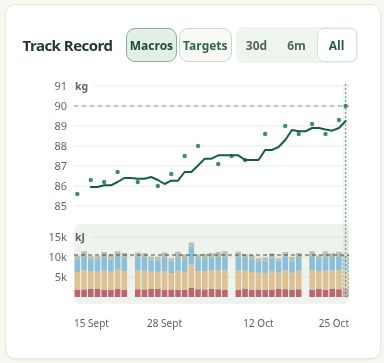 Track Record Macros Targets 30d 6m All
91 kg
90
89
88
87
86
85
15k kJ
10k
5k
15 Sept 28 Sept 12 Oct 25 Oct